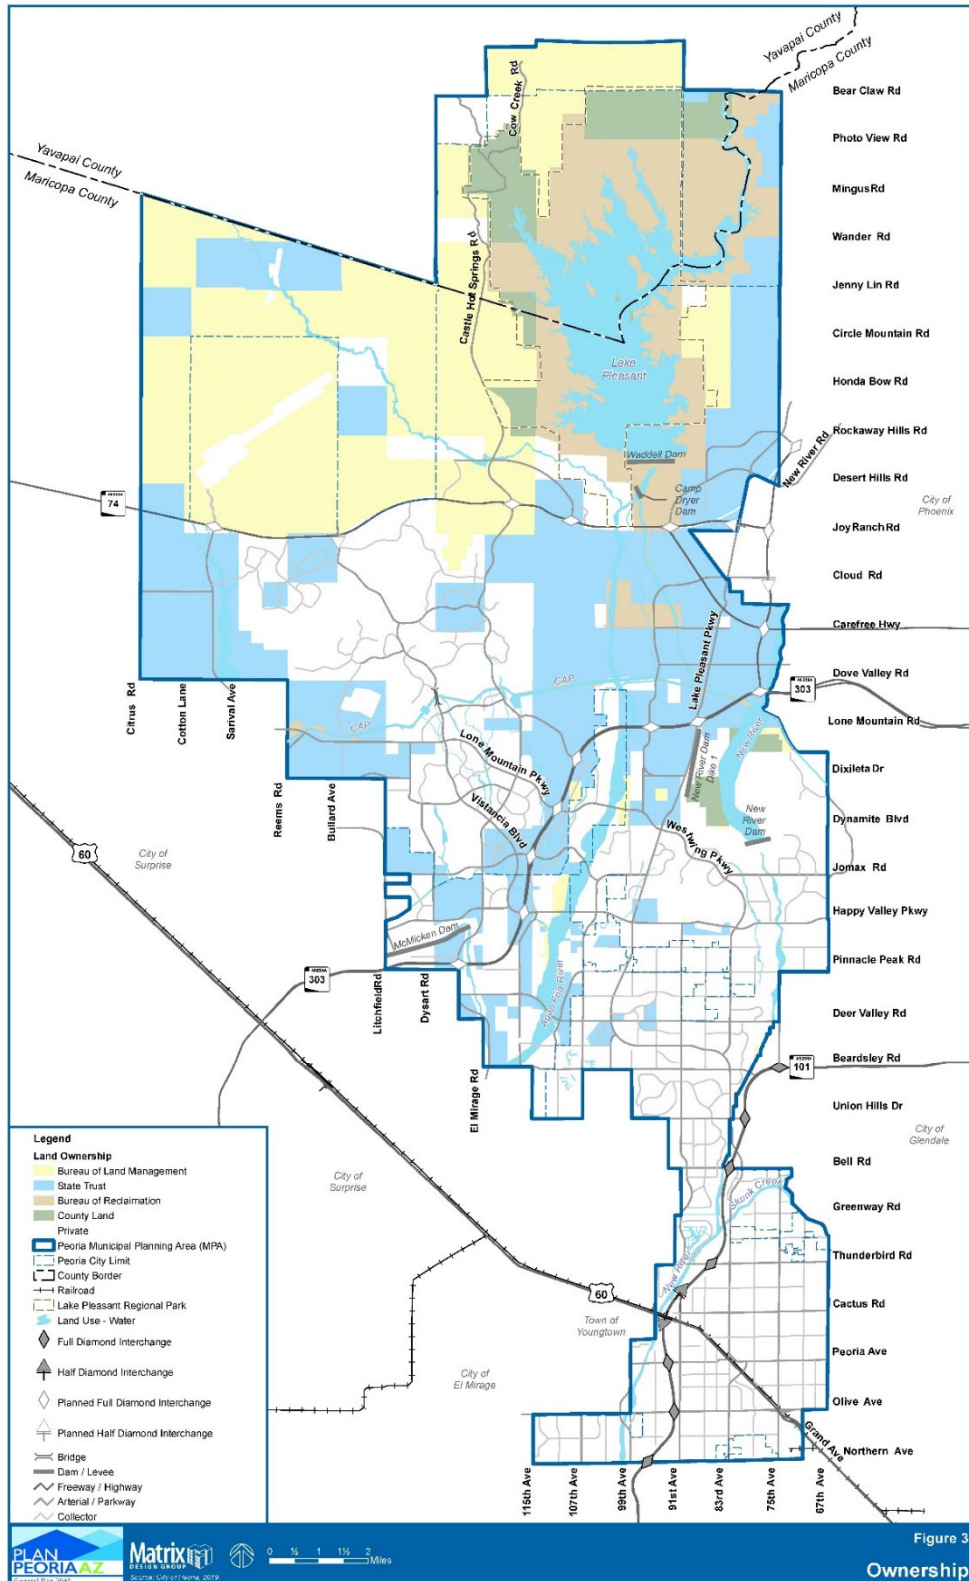 Yavapai County
Maricopa County
Bear Claw Rd
Cow Creek Rd
Photo View Rd
Yavapai County
Maricopa County
Mingus Rd
Wander Rd
Castle Hot Springs Rd
Jenny Lin Rd
Circle Mountain Rd
Lake
Pleasant
Honda Bow Rd
Rockaway Hills Rd
New River Rd
Waddell Dam
Desert Hills Rd
Camp
Dryer
Dam
City of
Phoenix
ARIZONA
74
Joy Ranch Rd
Cloud Rd
Carefree Hwy
Lake Pleasant Pkwy
Dove Valley Rd
CAP
ARIZONA
303
Citrus Rd
Cotton Lane
Sarival Ave
CAP
Lone Mountain Rd
New River
Lone Mountain Pkwy
Dixileta Dr
New River Dam
Dike 1
Reems Rd
Bullard Ave
Vistancia Blvd
New
River
Dam
Dynamite Blvd
Westwing Pkwy
60
City of
Surprise
Jomax Rd
Happy Valley Pkwy
McMicken Dam
Pinnacle Peak Rd
ARIZONA
303
Litchfield Rd
Dysart Rd
Agua Fria River
Deer Valley Rd
Beardsley Rd
ARIZONA
101
El Mirage Rd
Union Hills Dr
City of
Glendale
Bell Rd
City of
Surprise
Skunk Creek
Greenway Rd
Thunderbird Rd
New River
60
Cactus Rd
Town of
Youngtown
Peoria Ave
City of
El Mirage
Olive Ave
Grand Ave
Northern Ave
115th Ave
107th Ave
99th Ave
91st Ave
83rd Ave
75th Ave
67th Ave
Legend
Land Ownership
Bureau of Land Management
State Trust
Bureau of Reclamation
County Land
Private
Peoria Municipal Planning Area (MPA)
Peoria City Limit
County Border
Railroad
Lake Pleasant Regional Park
Land Use - Water
Full Diamond Interchange
Half Diamond Interchange
Planned Full Diamond Interchange
Planned Half Diamond Interchange
Bridge
Dam / Levee
Freeway / Highway
Arterial / Parkway
Collector
PLAN
PEORIA AZ
Matrix
DESIGN GROUP
Source: City of Peoria, 2019
0 ½ 1 1½ 2
Miles
Figure 3
Ownership